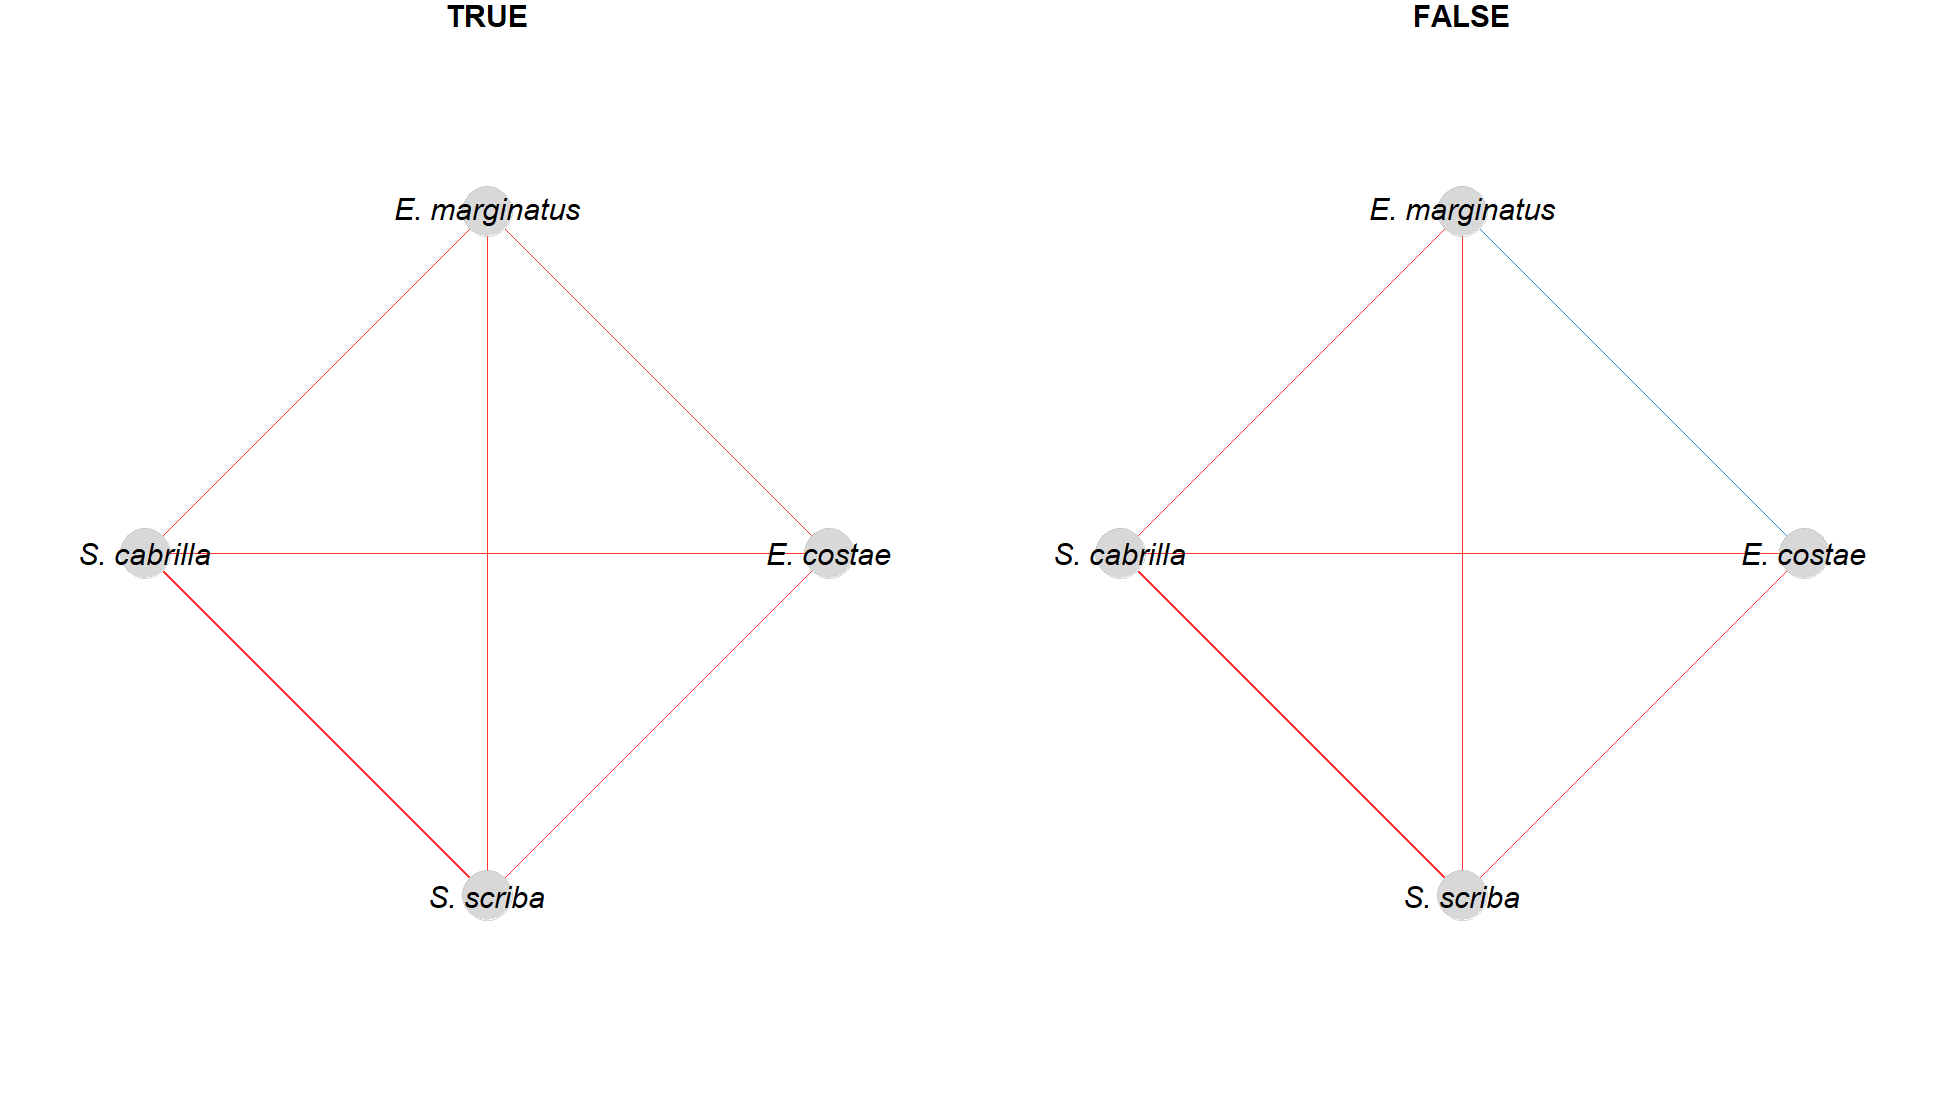 TRUE
E. marginatus
S. cabrilla
E. costae
S. scriba
FALSE
E. marginatus
S. cabrilla
E. costae
S. scriba